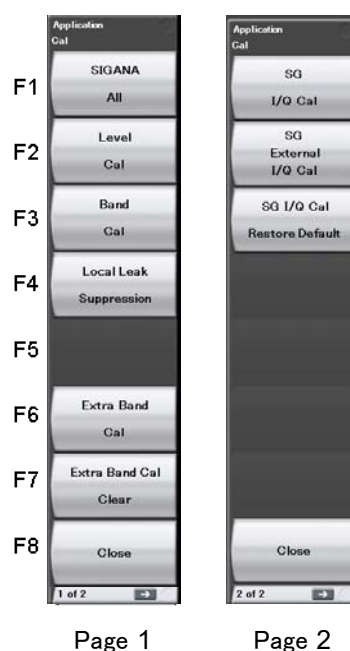 Application
Cal
F1
SIGANA
All
F2
Level
Cal
F3
Band
Cal
F4
Local Leak
Suppression
F5
F6
Extra Band
Cal
F7
Extra Band Cal
Clear
F8
Close
1 of 2
Page 1
Application
Cal
SG
I/Q Cal
SG
External
I/Q Cal
SG I/Q Cal
Restore Default
Close
2 of 2
Page 2